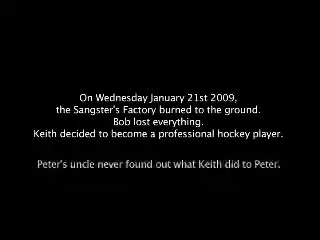 On Wednesday January 21st 2009,
the Sangster's Factory burned to the ground.
Bob lost everything.
Keith decided to become a professional hockey player.
Peter's uncle never found out what Keith did to Peter.